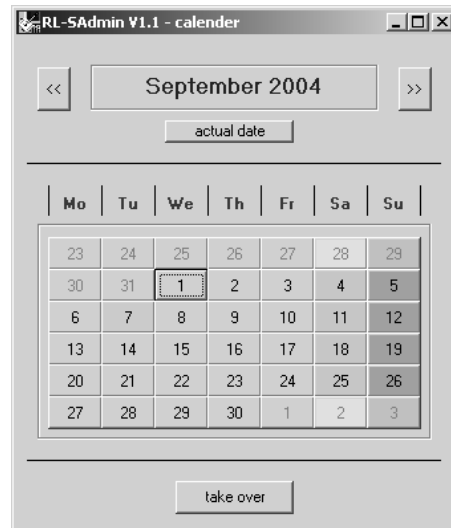 RL-SAdmin V1.1 - calender
<< September 2004 >>
actual date
Mo Tu We Th Fr Sa Su
23 24 25 26 27 28 29
30 31 1 2 3 4 5
6 7 8 9 10 11 12
13 14 15 16 17 18 19
20 21 22 23 24 25 26
27 28 29 30 1 2 3
take over